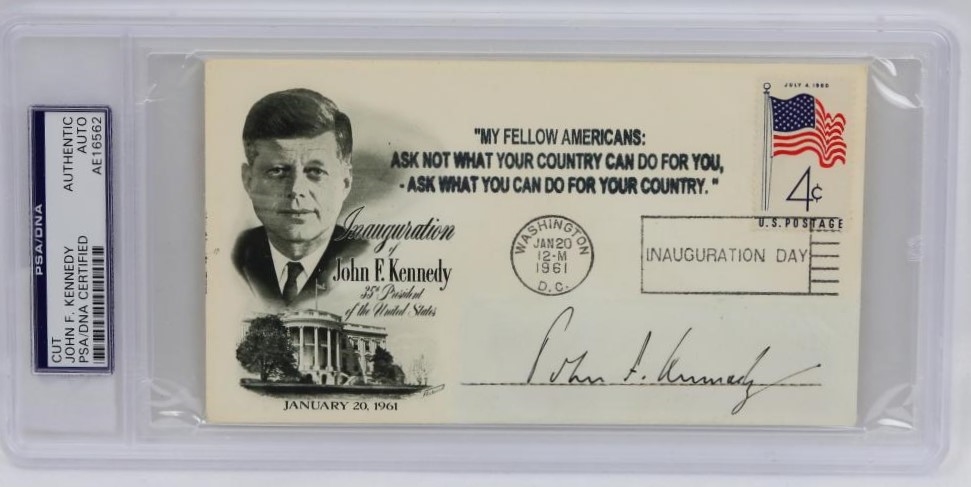 CUT
JOHN F. KENNEDY
PSA/DNA CERTIFIED
AUTHENTIC
AUTO
AE16562
PSA/DNA
"MY FELLOW AMERICANS:
ASK NOT WHAT YOUR COUNTRY CAN DO FOR YOU,
- ASK WHAT YOU CAN DO FOR YOUR COUNTRY."
JULY 4, 1960
4¢
U.S. POSTAGE
Inauguration
of
John F. Kennedy
35th President
of the United States
WASHINGTON
JAN 20
12-M
1961
D.C.
INAUGURATION DAY
John F. Kennedy
JANUARY 20, 1961